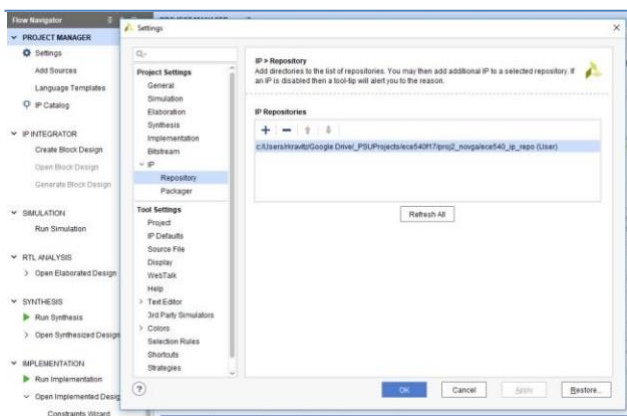 Flow Navigator
PROJECT MANAGER
Settings
Add Sources
Language Templates
IP Catalog
IP INTEGRATOR
Create Block Design
Open Block Design
Generate Block Design
SIMULATION
Run Simulation
RTL ANALYSIS
Open Elaborated Design
SYNTHESIS
Run Synthesis
Open Synthesized Design
IMPLEMENTATION
Run Implementation
Open Implemented Desig
Constraints Wizard
Settings
Project Settings
General
Simulation
Elaboration
Synthesis
Implementation
Bitstream
IP
Repository
Packager
Tool Settings
Project
IP Defaults
Source File
Display
WebTalk
Help
Text Editor
3rd Party Simulators
Colors
Selection Rules
Shortcuts
Strategies
IP > Repository
Add directories to the list of repositories. You may then add additional IP to a selected repository. If
an IP is disabled then a tool-tip will alert you to the reason.
IP Repositories
c:/Users/rkravitz/Google Drive/_PSUProjects/ece540f17/proj2_novga/ece540_ip_repo (User)
Refresh All
?
OK
Cancel
Apply
Restore...